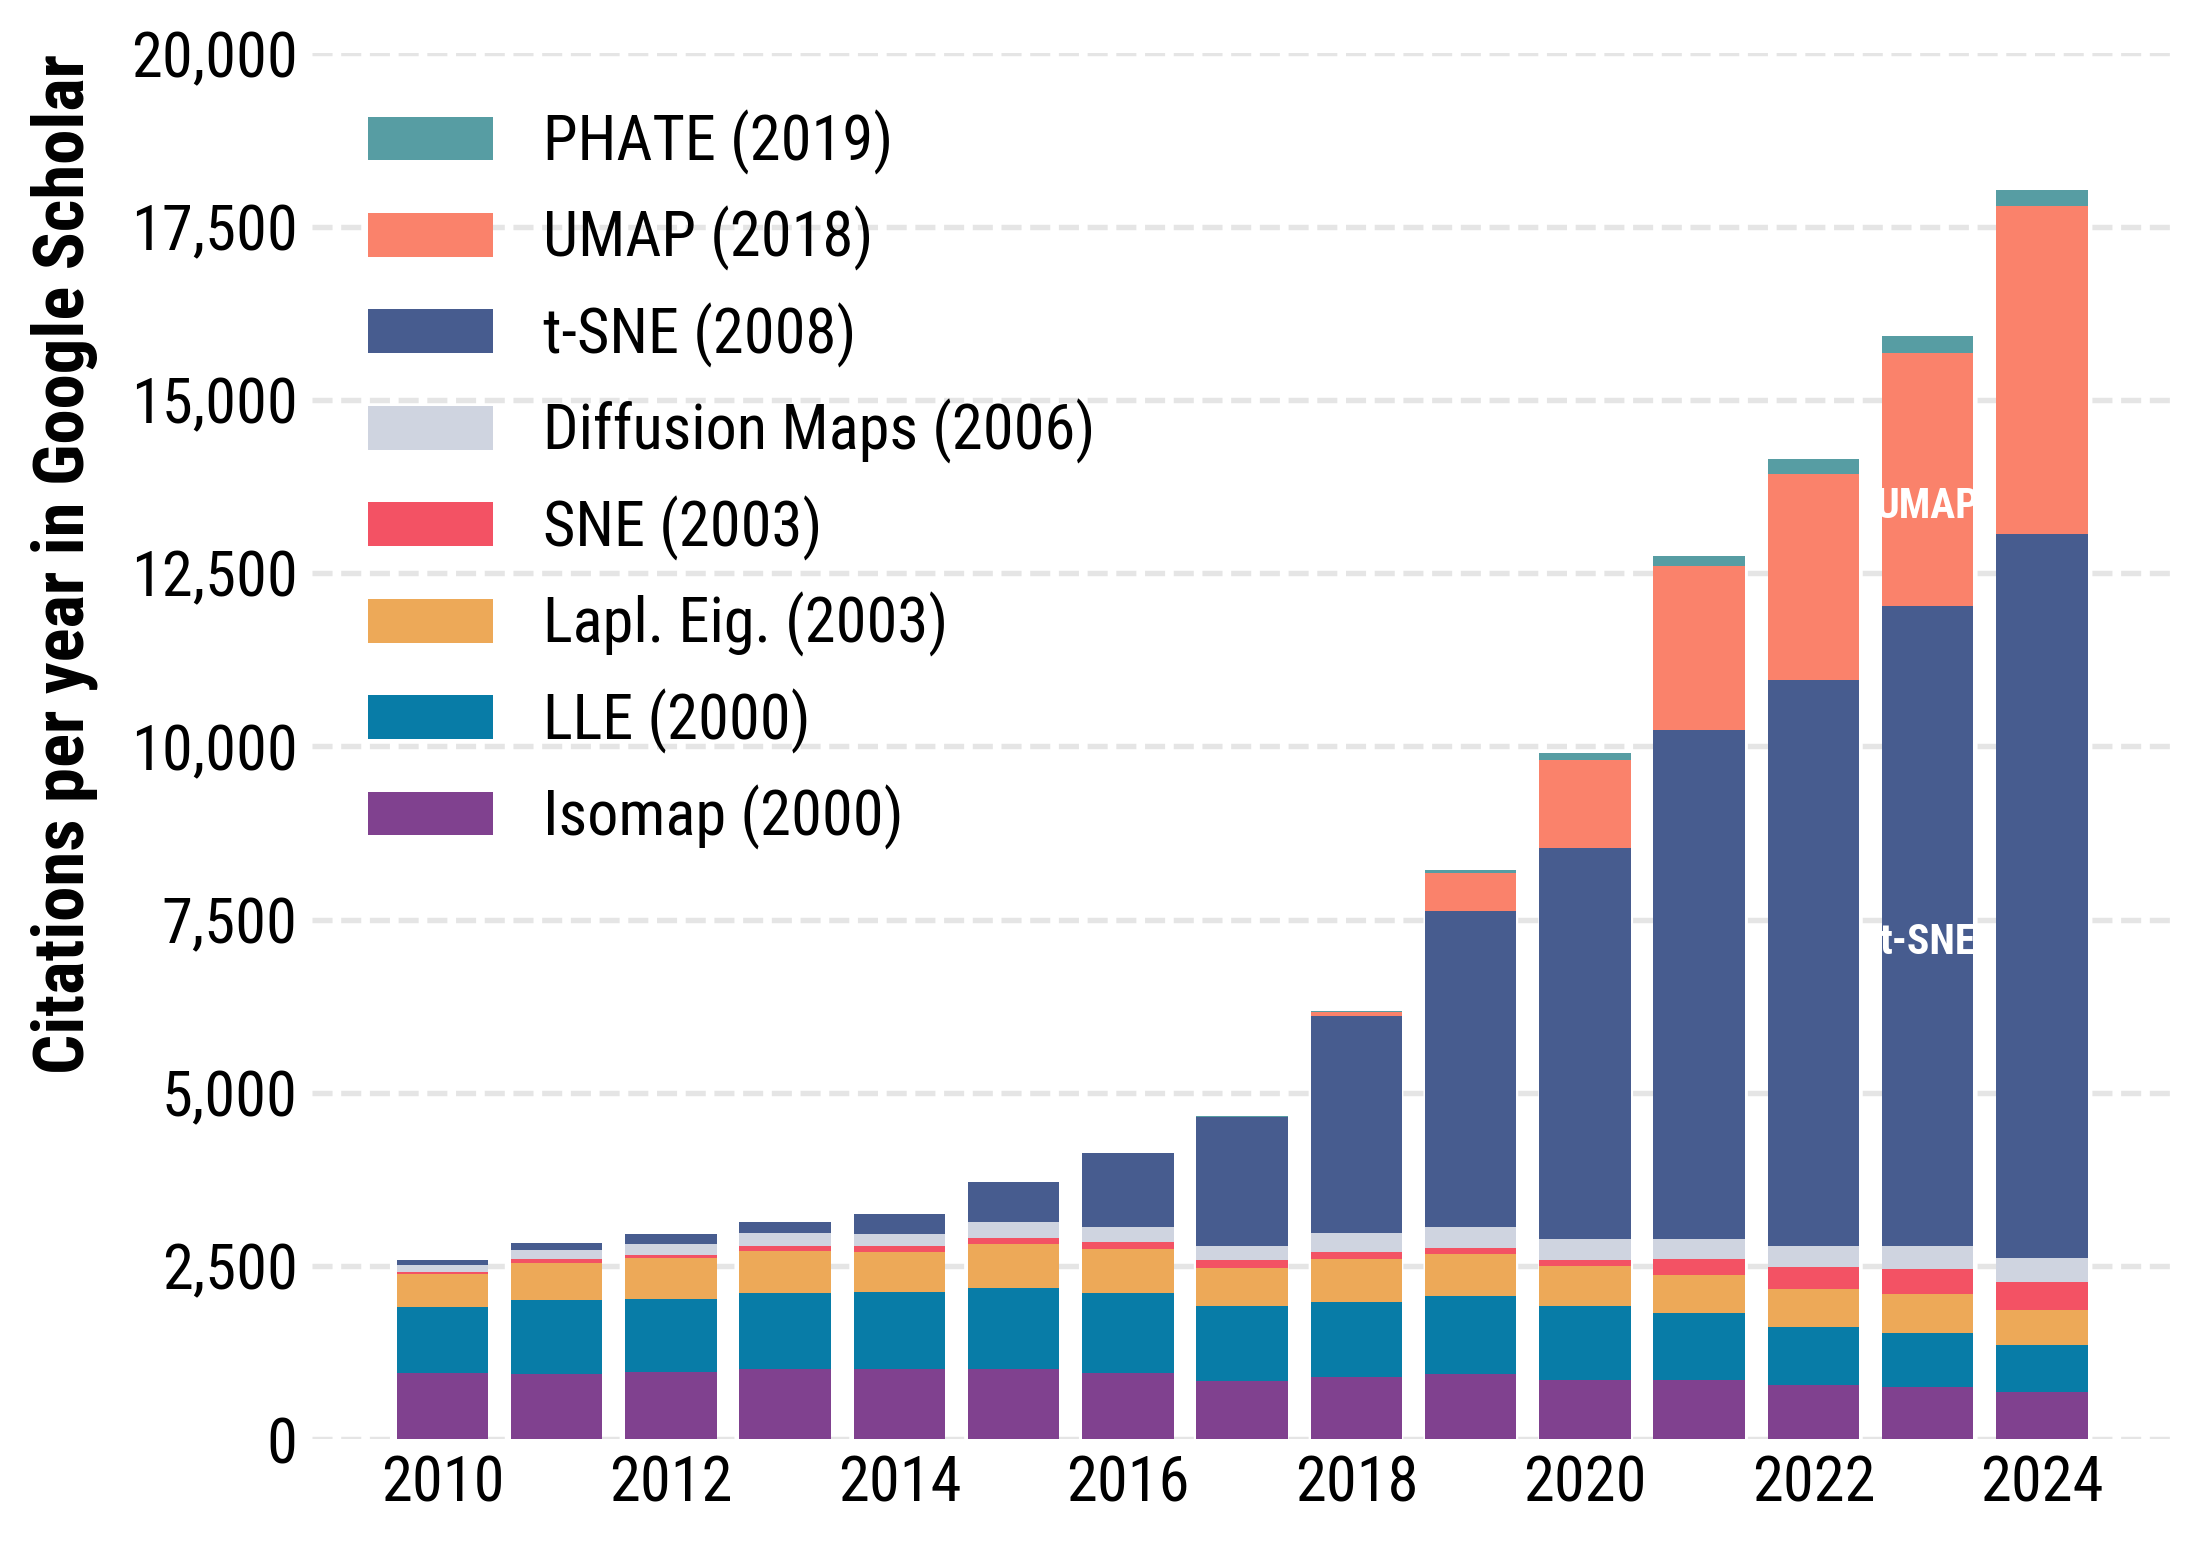 Citations per year in Google Scholar
20,000
17,500
15,000
12,500
10,000
7,500
5,000
2,500
0
PHATE (2019)
UMAP (2018)
t-SNE (2008)
Diffusion Maps (2006)
SNE (2003)
Lapl. Eig. (2003)
LLE (2000)
Isomap (2000)
UMAP
t-SNE
2010 2012 2014 2016 2018 2020 2022 2024